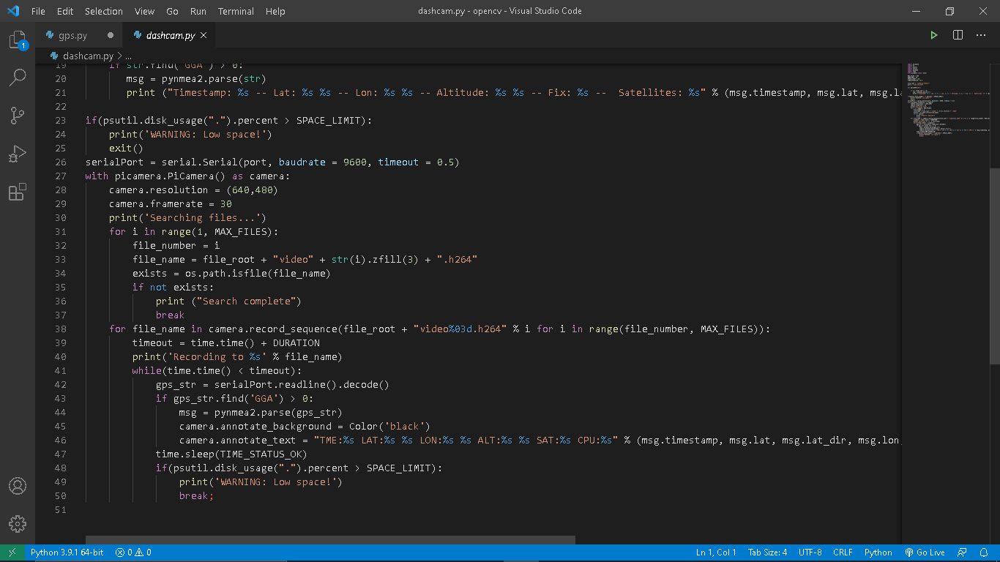 File Edit Selection View Go Run Terminal Help dashcam.py - opencv - Visual Studio Code
gps.py dashcam.py
1
dashcam.py > ...
19 if str.find('GGA') > 0:
20 msg = pynmea2.parse(str)
21 print ("Timestamp: %s -- Lat: %s %s -- Lon: %s %s -- Altitude: %s %s -- Fix: %s --  Satellites: %s" % (msg.timestamp, msg.lat, msg.la
22
23 if(psutil.disk_usage(".").percent > SPACE_LIMIT):
24 print('WARNING: Low space!')
25 exit()
26 serialPort = serial.Serial(port, baudrate = 9600, timeout = 0.5)
27 with picamera.PiCamera() as camera:
28 camera.resolution = (640,480)
29 camera.framerate = 30
30 print('Searching files...')
31 for i in range(1, MAX_FILES):
32 file_number = i
33 file_name = file_root + "video" + str(i).zfill(3) + ".h264"
34 exists = os.path.isfile(file_name)
35 if not exists:
36 print ("Search complete")
37 break
38 for file_name in camera.record_sequence(file_root + "video%03d.h264" % i for i in range(file_number, MAX_FILES)):
39 timeout = time.time() + DURATION
40 print('Recording to %s' % file_name)
41 while(time.time() < timeout):
42 gps_str = serialPort.readline().decode()
43 if gps_str.find('GGA') > 0:
44 msg = pynmea2.parse(gps_str)
45 camera.annotate_background = Color('black')
46 camera.annotate_text = "TME:%s LAT:%s %s LON:%s %s ALT:%s %s SAT:%s CPU:%s" % (msg.timestamp, msg.lat, msg.lat_dir, msg.lon
47 time.sleep(TIME_STATUS_OK)
48 if(psutil.disk_usage(".").percent > SPACE_LIMIT):
49 print('WARNING: Low space!')
50 break;
51
Python 3.9.1 64-bit 0 0 Ln 1, Col 1 Tab Size: 4 UTF-8 CRLF Python Go Live